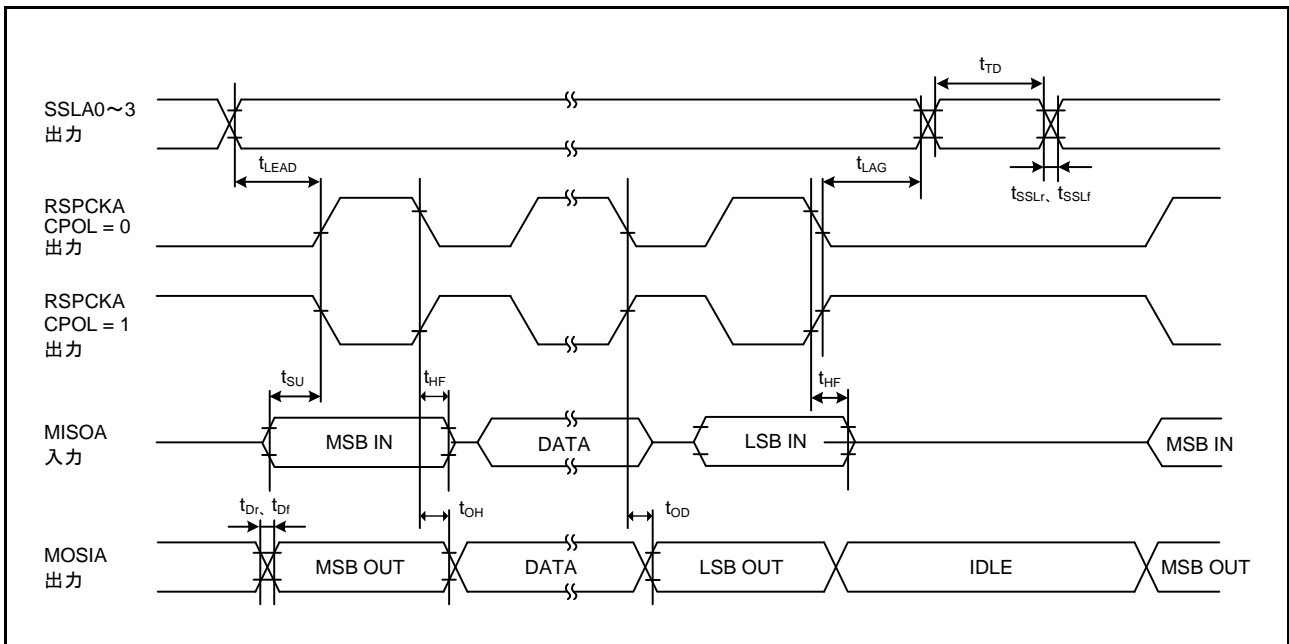 SSLA0～3
出力
tTD
tLEAD
tLAG
tSSLr、tSSLf
RSPCKA
CPOL = 0
出力
RSPCKA
CPOL = 1
出力
tSU
tHF
tHF
MISOA
入力
MSB IN
DATA
LSB IN
MSB IN
tDr、tDf
tOH
tOD
MOSIA
出力
MSB OUT
DATA
LSB OUT
IDLE
MSB OUT